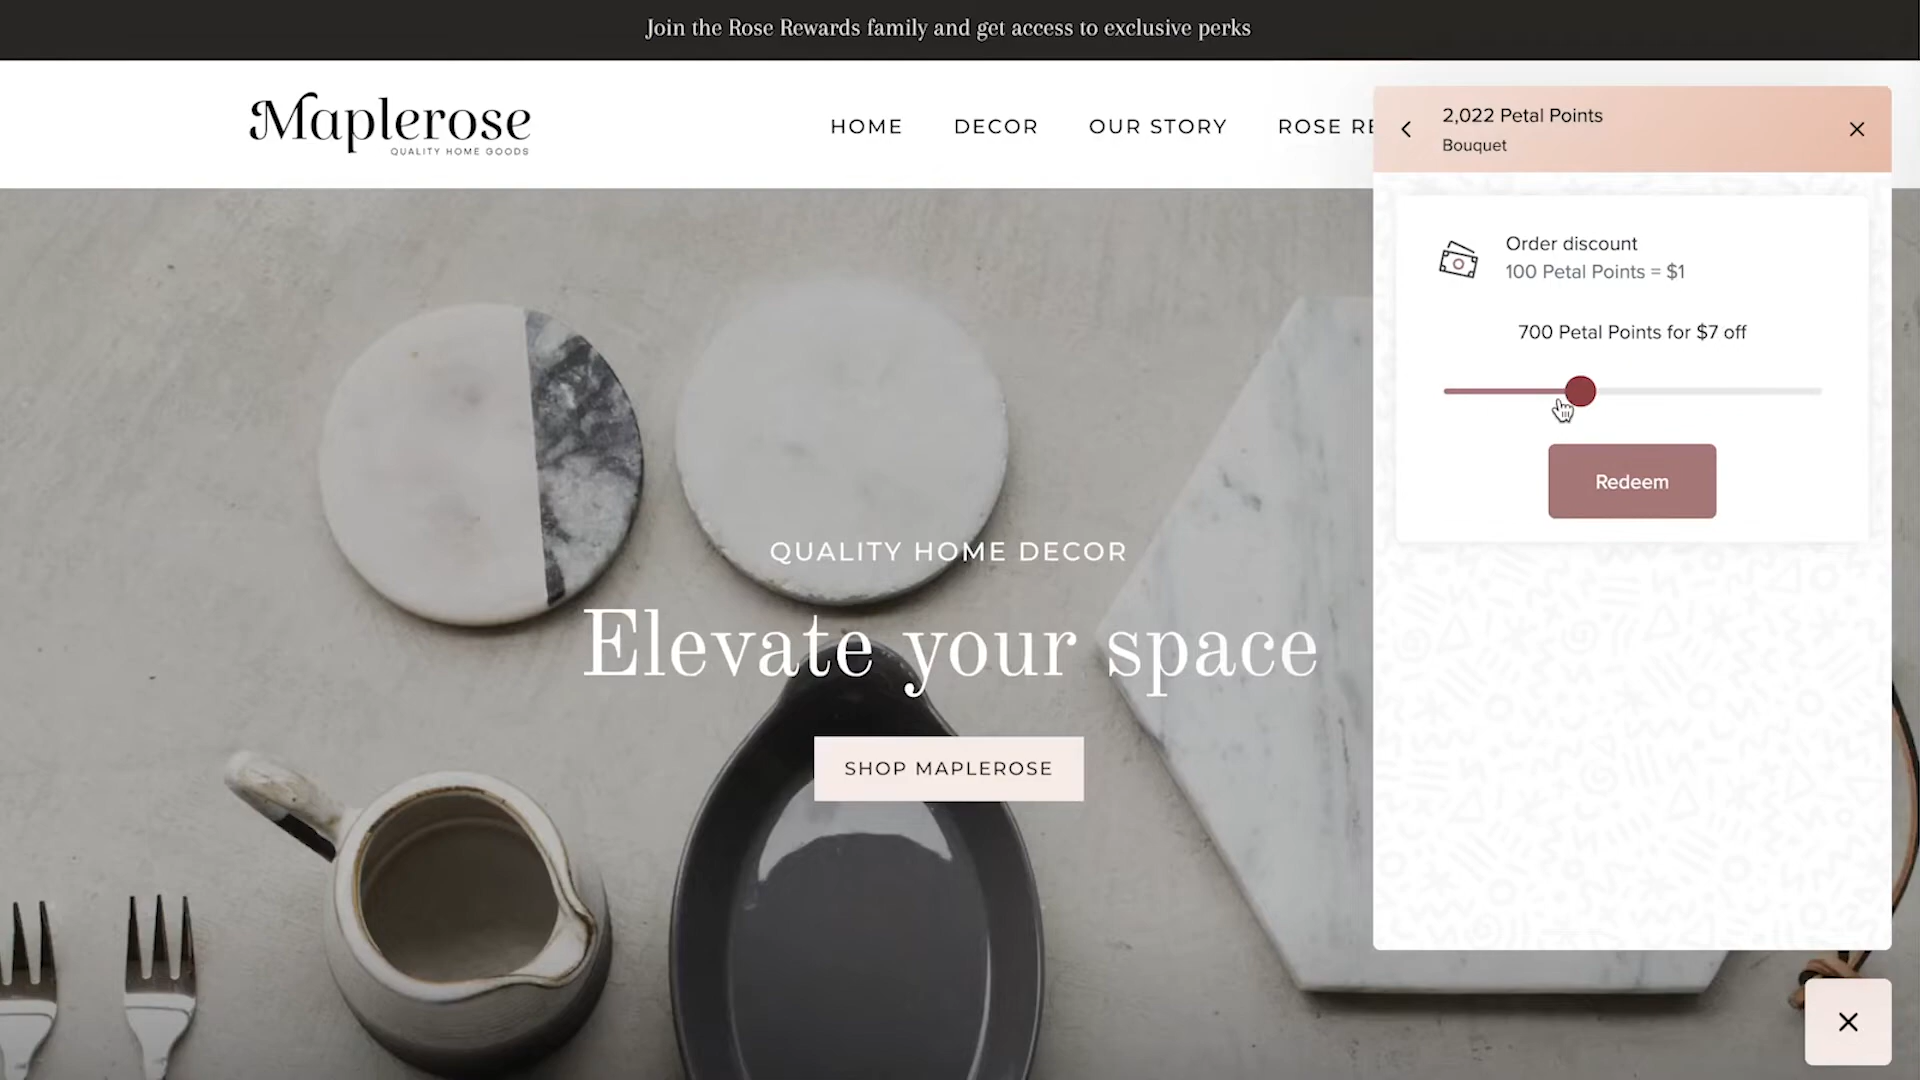 Join the Rose Rewards family and get access to exclusive perks
Maplerose
QUALITY HOME GOODS
HOME DECOR OUR STORY ROSE RE
2,022 Petal Points
Bouquet
Order discount
100 Petal Points = $1
700 Petal Points for $7 off
Redeem
QUALITY HOME DECOR
Elevate your space
SHOP MAPLEROSE